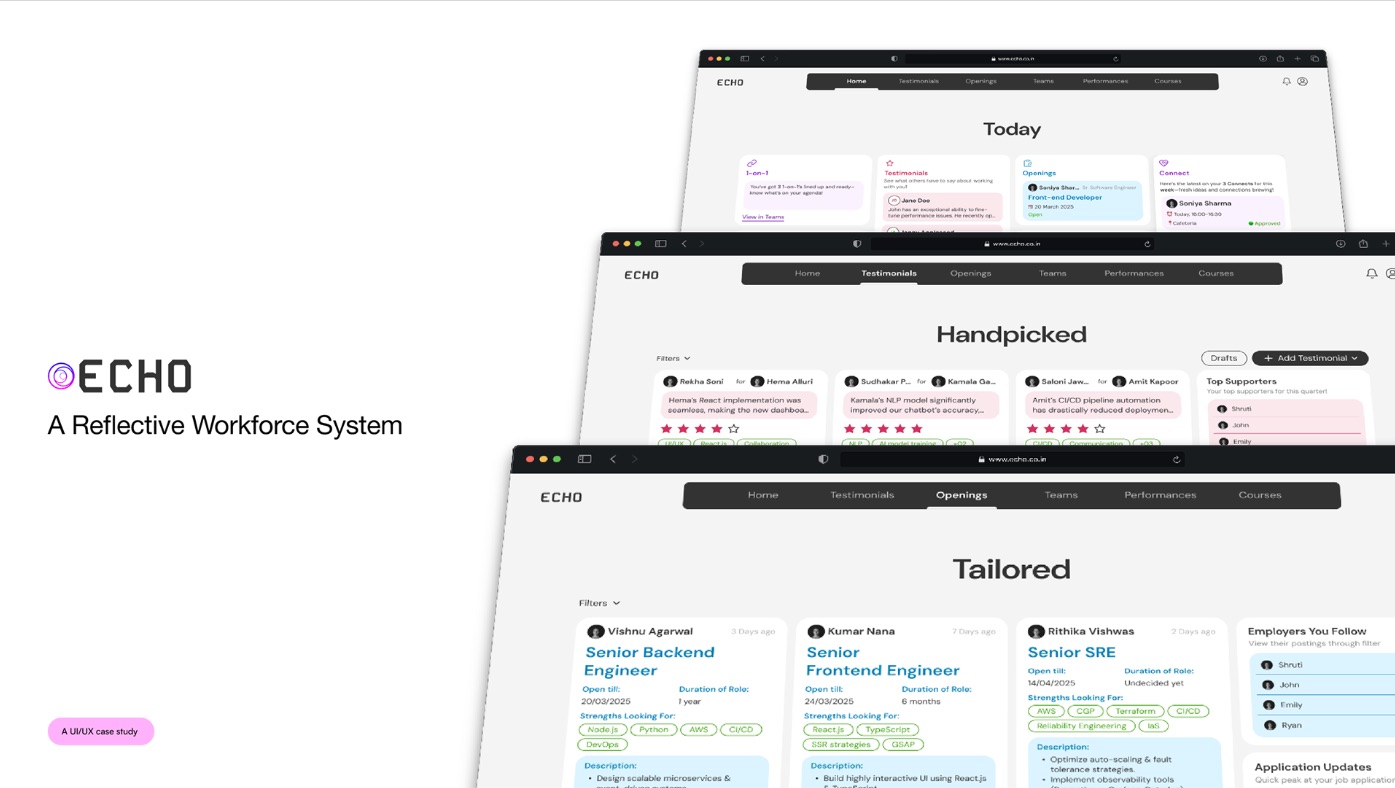 ECHO
A Reflective Workforce System
A UI/UX case study
www.echo.co.in
ECHO
Home Testimonials Openings Teams Performances Courses
Today
1-on-1
You've got 3 1-on-1s lined up and ready—
know what's on your agenda!
View in Teams
Testimonials
See what others have to say about working
with you!
JD Jane Doe
John has an exceptional ability to fine-
tune performance issues. He recently op...
Openings
Soniya Shar... Sr. Software Engineer
Front-end Developer
20 March 2025
Open
Connect
Here's the latest on your 3 Connects for this
week—fresh ideas and connections brewing!
Soniya Sharma
Today, 16:00-16:30
Cafeteria Approved
www.echo.co.in
ECHO
Home Testimonials Openings Teams Performances Courses
Handpicked
Filters
Drafts + Add Testimonial
Rekha Soni for Hema Alluri
Hema's React implementation was
seamless, making the new dashboa...
UI/UX React.js Collaboration
Sudhakar P... for Kamala Ga...
Kamala's NLP model significantly
improved our chatbot's accuracy,...
NLP AI model training +02
Saloni Jaw... for Amit Kapoor
Amit's CI/CD pipeline automation
has drastically reduced deploymen...
CI/CD Communication +03
Top Supporters
Your top supporters for this quarter!
Shruti
John
Emily
www.echo.co.in
ECHO
Home Testimonials Openings Teams Performances Courses
Tailored
Filters
Vishnu Agarwal 3 Days ago
Senior Backend
Engineer
Open till: Duration of Role:
20/03/2025 1 year
Strengths Looking For:
Node.js Python AWS CI/CD
DevOps
Description:
• Design scalable microservices &
Kumar Nana 7 Days ago
Senior
Frontend Engineer
Open till: Duration of Role:
24/03/2025 6 months
Strengths Looking For:
React.js TypeScript
SSR strategies GSAP
Description:
• Build highly interactive UI using React.js
Rithika Vishwas 2 Days ago
Senior SRE
Open till: Duration of Role:
14/04/2025 Undecided yet
Strengths Looking For:
AWS CGP Terraform CI/CD
Reliability Engineering IaS
Description:
• Optimize auto-scaling & fault
tolerance strategies.
• Implement observability tools
Employers You Follow
View their postings through filter
Shruti
John
Emily
Ryan
Application Updates
Quick peak at your job application